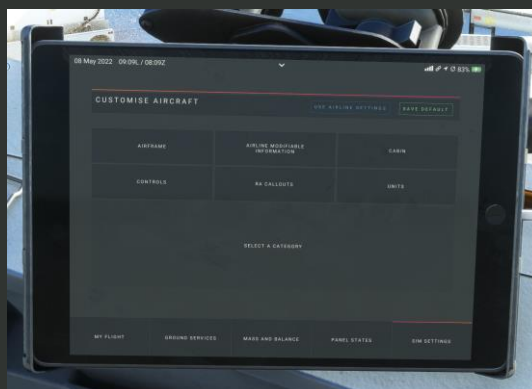 08 May 2022 09:09L / 08:09Z
83%
CUSTOMISE AIRCRAFT
USE AIRLINE SETTINGS
SAVE DEFAULT
AIRFRAME
AIRLINE MODIFIABLE
INFORMATION
CABIN
CONTROLS
RA CALLOUTS
UNITS
SELECT A CATEGORY
MY FLIGHT
GROUND SERVICES
MASS AND BALANCE
PANEL STATES
SIM SETTINGS